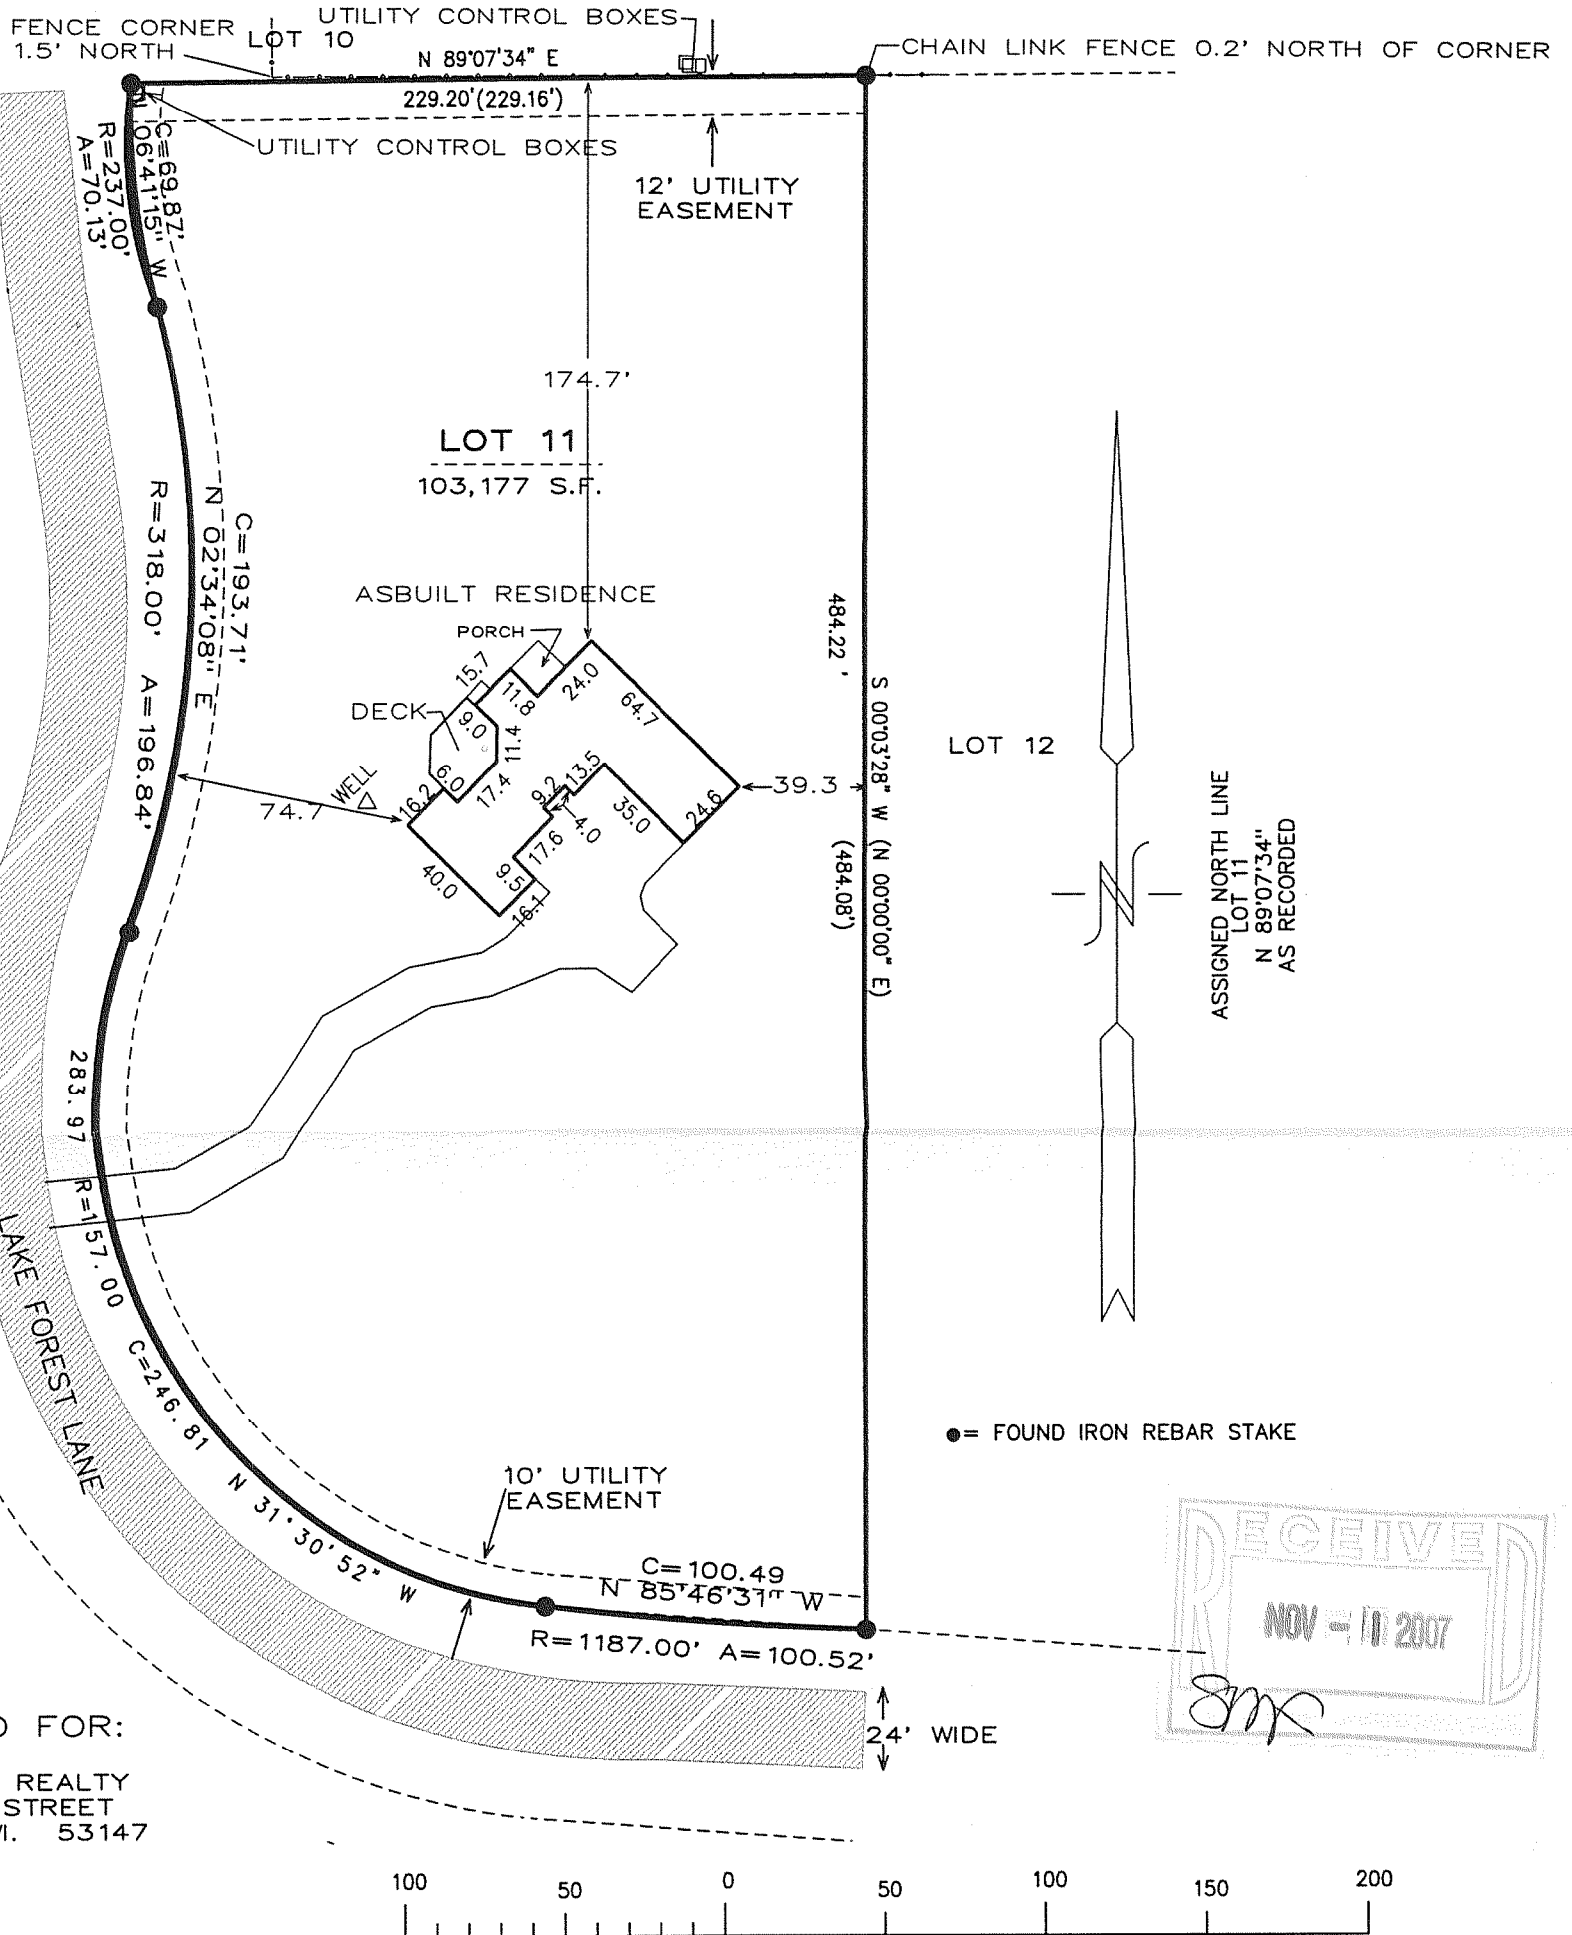 FENCE CORNER
1.5' NORTH
LOT 10
UTILITY CONTROL BOXES
N 89°07'34" E
229.20'(229.16')
CHAIN LINK FENCE 0.2' NORTH OF CORNER
UTILITY CONTROL BOXES
12' UTILITY
EASEMENT
C=69.87'
06°41'15" W
R=237.00'
A=70.13'
174.7'
LOT 11
103,177 S.F.
C=193.71'
N 02°34'08" E
R=318.00' A=196.84'
ASBUILT RESIDENCE
PORCH
15.7
11.8
24.0
64.7
DECK
9.0
11.4
6.0
17.4
16.2
WELL
74.7
40.0
9.2
13.5
4.0
17.6
9.5
16.1
35.0
24.6
39.3
484.22 '
(484.08')
S 00°03'28" W (N 00°00'00" E)
LOT 12
ASSIGNED NORTH LINE
LOT 11
N 89°07'34"
AS RECORDED
N
283.97 R=157.00 C=246.81 N 31°30'52" W
LAKE FOREST LANE
10' UTILITY
EASEMENT
C=100.49
N 85°46'31" W
R=1187.00' A=100.52'
●= FOUND IRON REBAR STAKE
RECEIVED
NOV - 2007
24' WIDE
FOR:
REALTY
STREET
53147
100 50 0 50 100 150 200